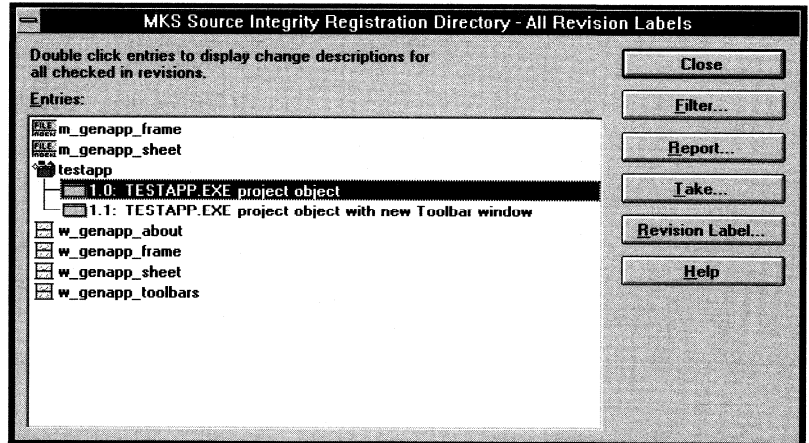 MKS Source Integrity Registration Directory - All Revision Labels
Double click entries to display change descriptions for
all checked in revisions.
Entries:
m_genapp_frame
m_genapp_sheet
testapp
1.0: TESTAPP.EXE project object
1.1: TESTAPP.EXE project object with new Toolbar window
w_genapp_about
w_genapp_frame
w_genapp_sheet
w_genapp_toolbars
Close
Filter...
Report...
Take...
Revision Label...
Help